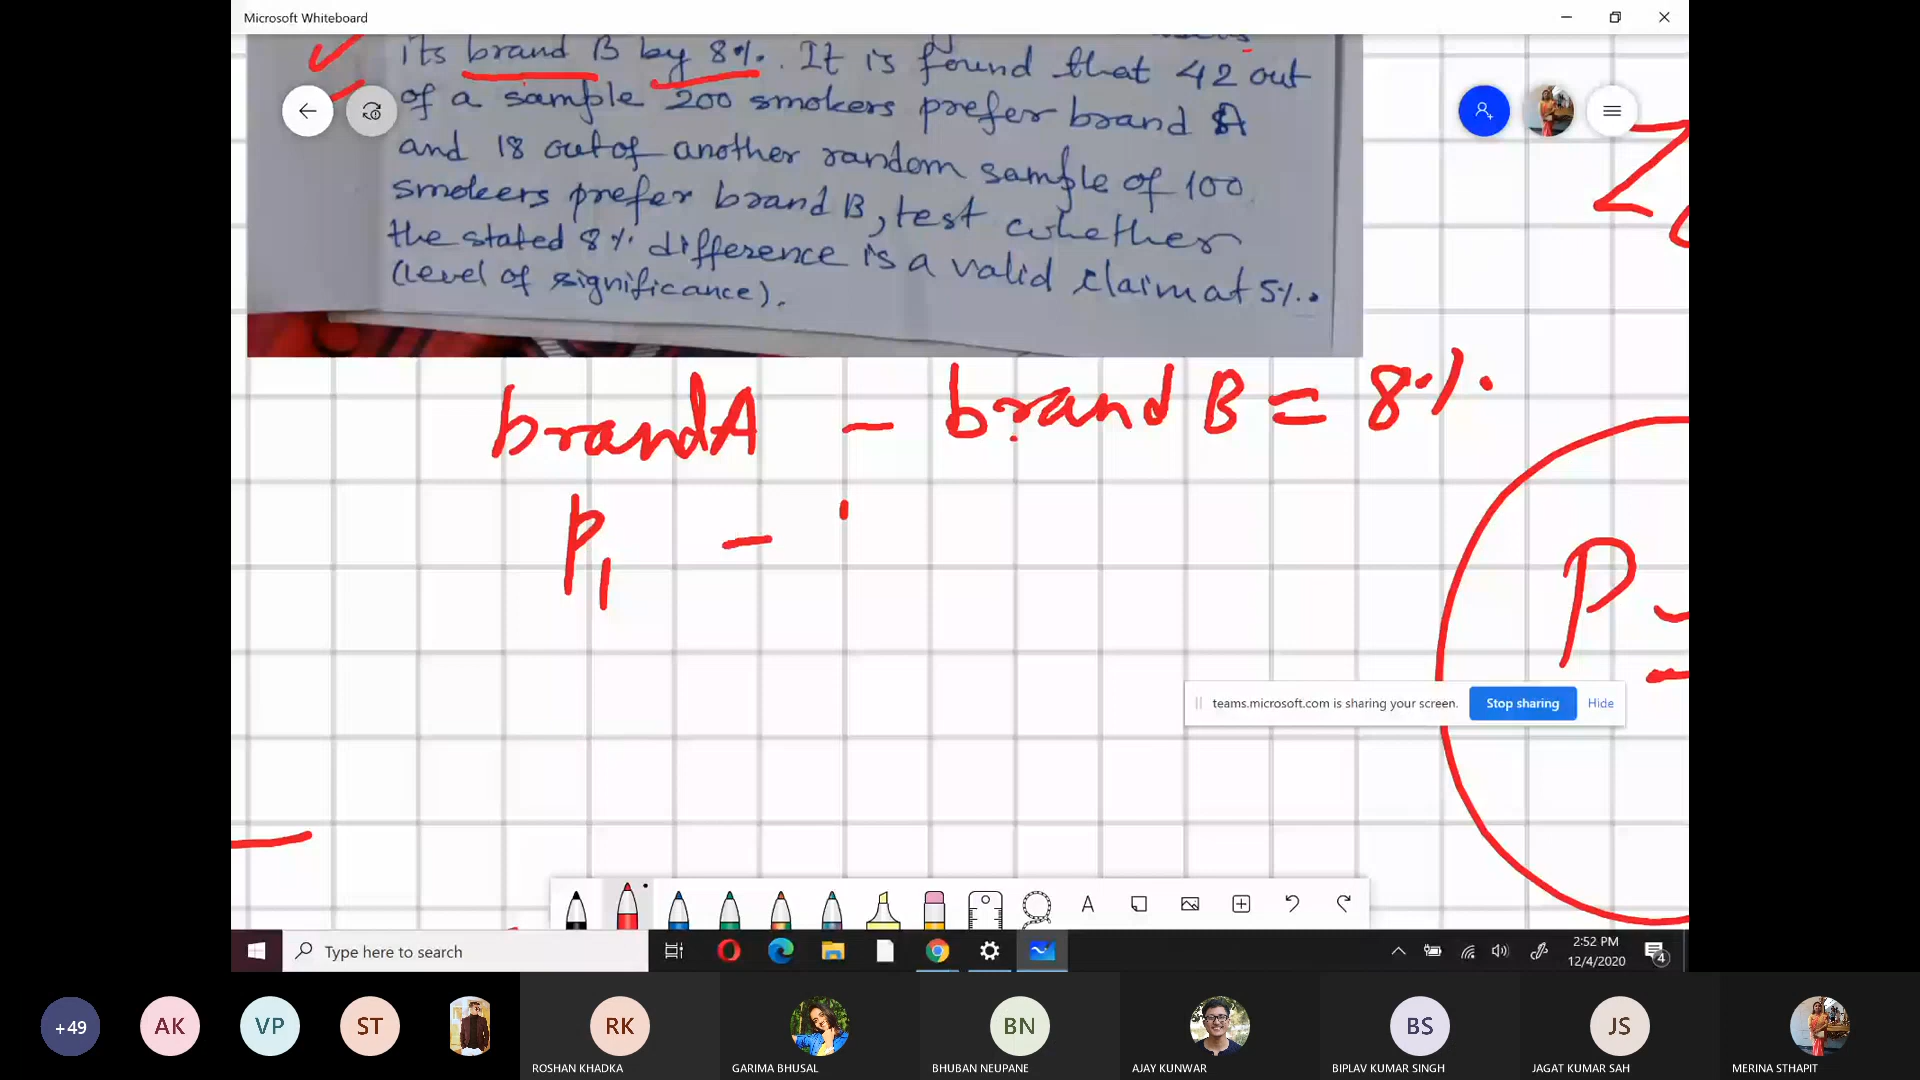 Microsoft Whiteboard
its brand B by 8%. It is found that 42 out
of a sample 200 smokers prefer brand A
and 18 out of another random sample of 100
smokers prefer brand B, test whether
the stated 8% difference is a valid claim at 5%.
(level of significance).
brand A - brand B = 8%
P1 -
P
teams.microsoft.com is sharing your screen. Stop sharing Hide
A
Type here to search
2:52 PM
12/4/2020
4
+49 AK VP ST RK BN BS JS
ROSHAN KHADKA GARIMA BHUSAL BHUBAN NEUPANE AJAY KUNWAR BIPLAV KUMAR SINGH JAGAT KUMAR SAH MERINA STHAPIT